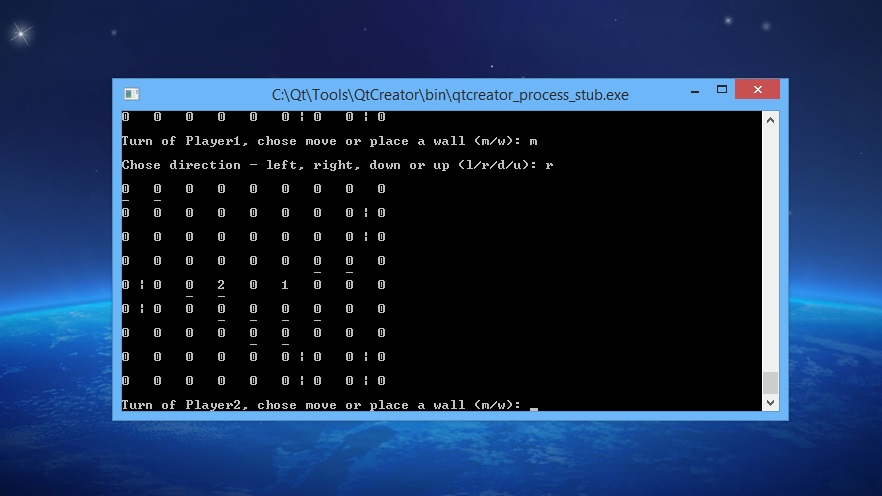 C:\Qt\Tools\QtCreator\bin\qtcreator_process_stub.exe
0   0   0   0   0   0 ¦ 0   0 ¦ 0
Turn of Player1, chose move or place a wall (m/w): m
Chose direction - left, right, down or up (l/r/d/u): r
0   0   0   0   0   0   0   0   0
_   _
0   0   0   0   0   0   0   0 ¦ 0
0   0   0   0   0   0   0   0 ¦ 0
0   0   0   0   0   0   0   0   0
                        _   _
0 ¦ 0   0   2   0   1   0   0   0
        _   _
0 ¦ 0   0   0   0   0   0   0   0
            _   _   _   _
0   0   0   0   0   0   0   0   0
                _   _
0   0   0   0   0   0 ¦ 0   0 ¦ 0
0   0   0   0   0   0 ¦ 0   0 ¦ 0
Turn of Player2, chose move or place a wall (m/w): _